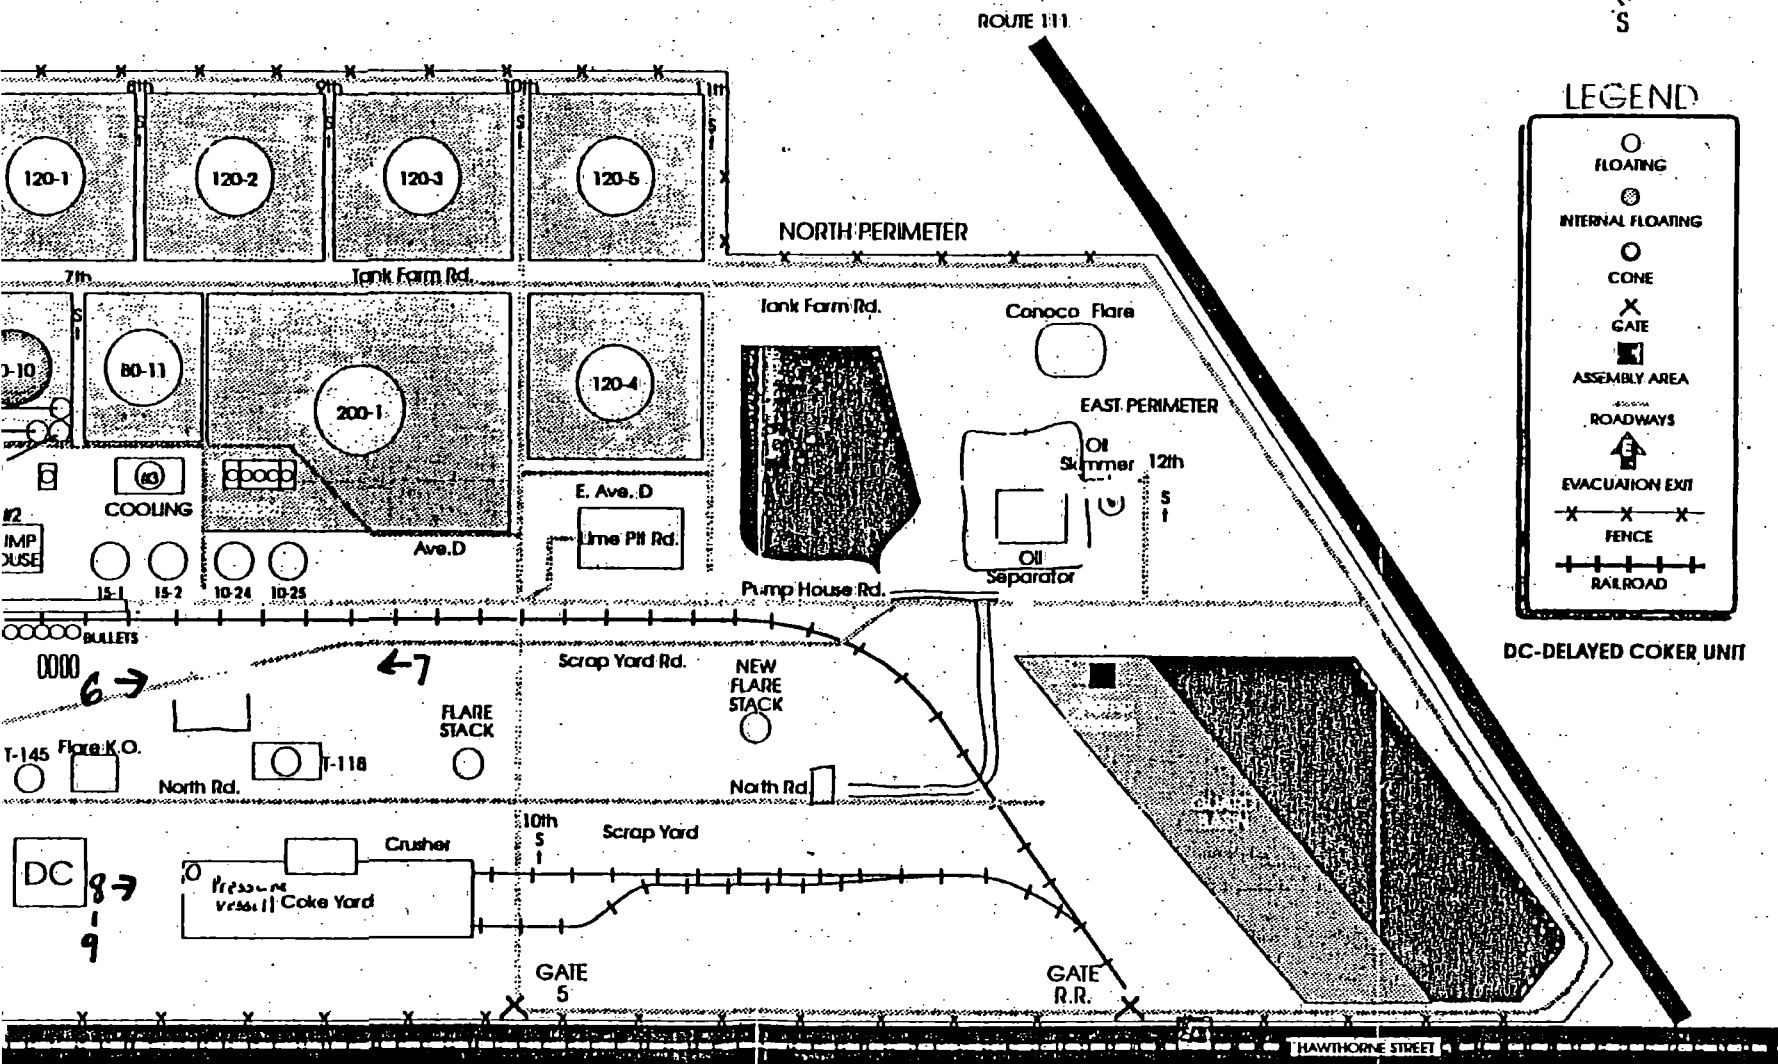 ROUTE 111
S
8th
9th
10th
11th
S
S
S
S
120-1
120-2
120-3
120-5
NORTH PERIMETER
7th
Tank Farm Rd.
Tank Farm Rd.
Conoco Flare
S
80-11
200-1
120-4
EAST PERIMETER
Oil
Skimmer
12th
S
#3
COOLING
E. Ave. D
Lime Pit Rd.
Ave.D
Oil
Separator
#2
15-1
15-2
10-24
10-25
Pump House Rd.
BULLETS
6 →
←7
Scrap Yard Rd.
NEW
FLARE
STACK
FLARE
STACK
T-145
Flare K.O.
T-118
North Rd.
North Rd.
10th
S
Scrap Yard
Crusher
DC
8→
9
Pressure
Vessel
Coke Yard
GATE
5
GATE
R.R.
HAWTHORNE STREET
LEGEND
FLOATING
INTERNAL FLOATING
CONE
GATE
ASSEMBLY AREA
ROADWAYS
E
EVACUATION EXIT
FENCE
RAILROAD
DC-DELAYED COKER UNIT